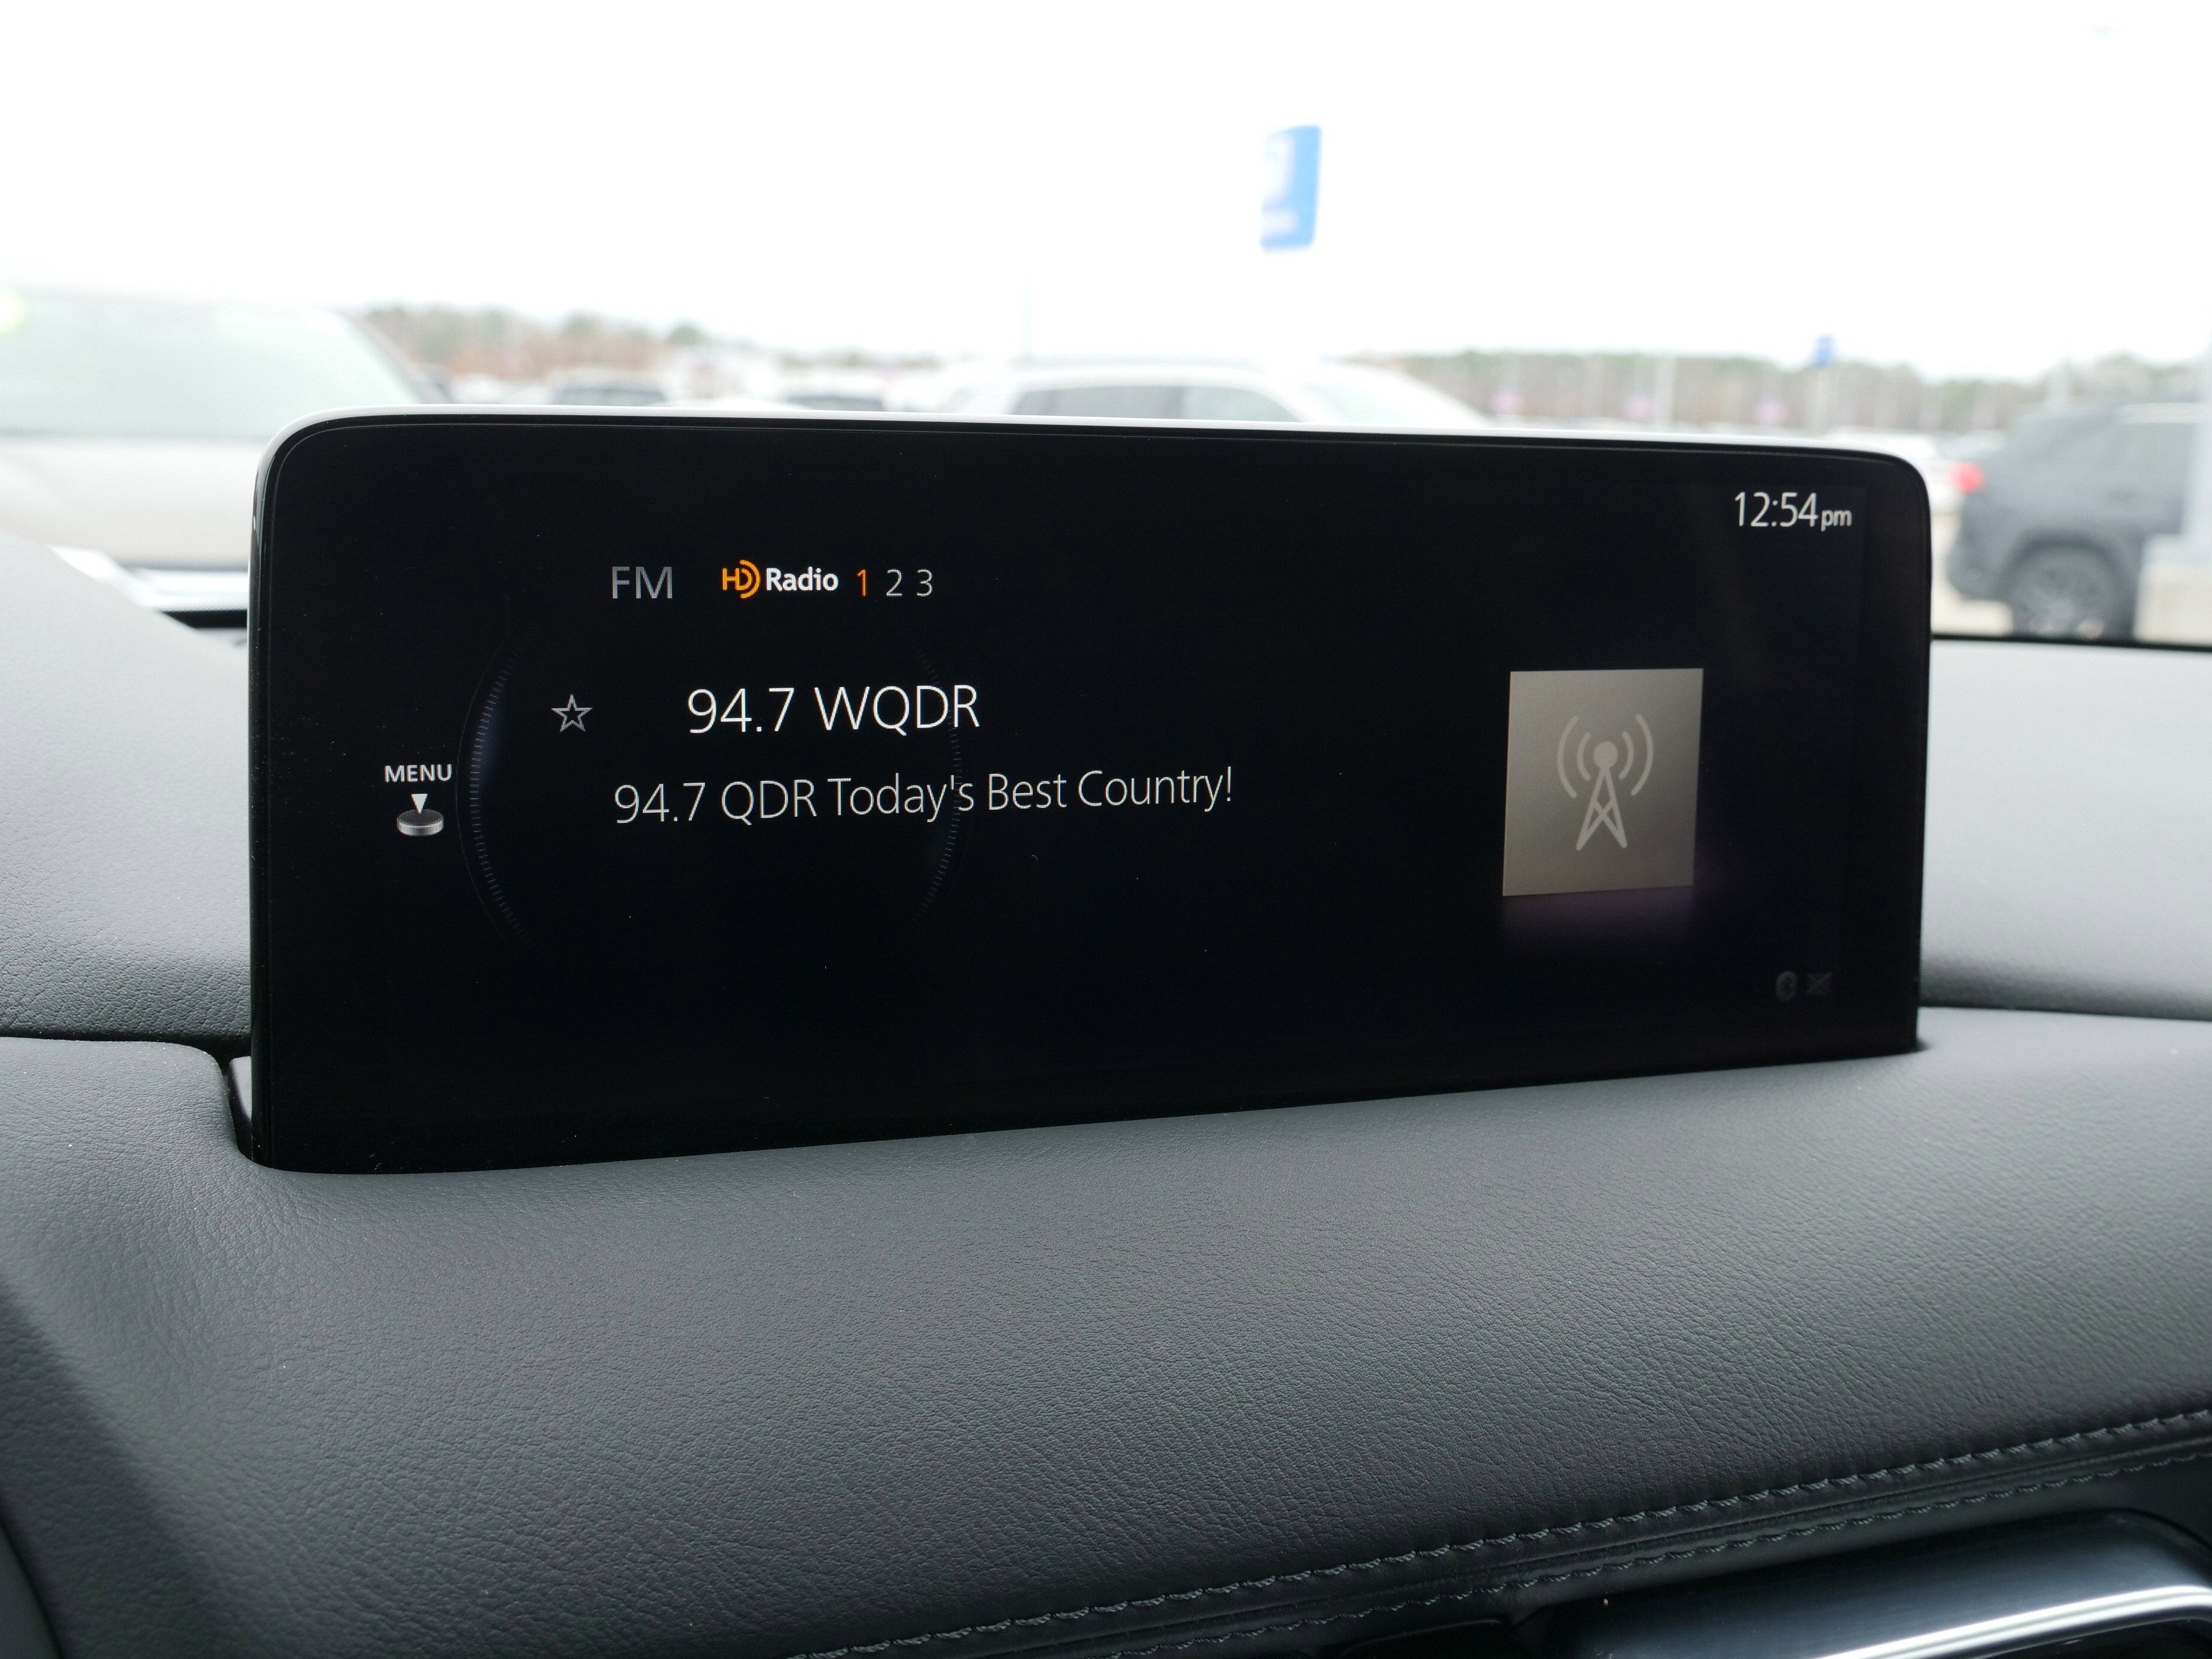 12:54pm
FM HD Radio 1 2 3
94.7 WQDR
94.7 QDR Today's Best Country!
MENU